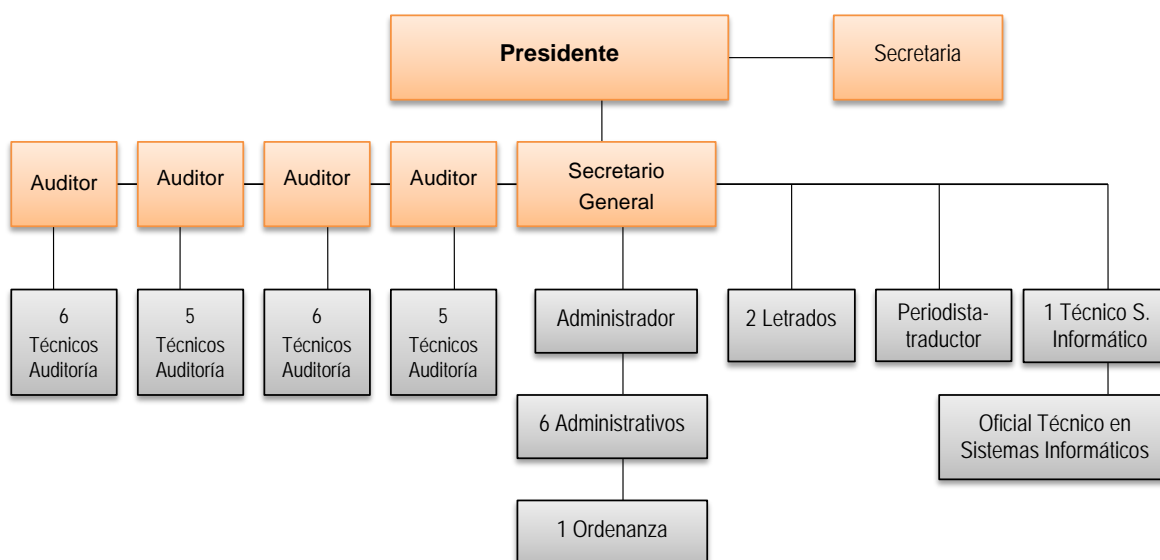 Presidente
Secretaria
Auditor
Auditor
Auditor
Auditor
Secretario
General
6
Técnicos
Auditoría
5
Técnicos
Auditoría
6
Técnicos
Auditoría
5
Técnicos
Auditoría
Administrador
2 Letrados
Periodista-
traductor
1 Técnico S.
Informático
6 Administrativos
Oficial Técnico en
Sistemas Informáticos
1 Ordenanza